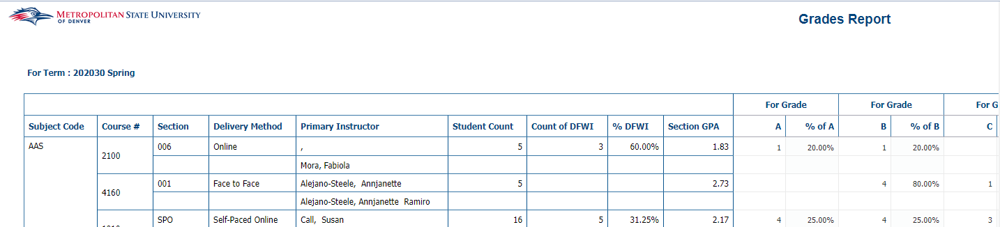 METROPOLITAN STATE UNIVERSITY
OF DENVER
Grades Report
For Term : 202030 Spring
For Grade For Grade For G
Subject Code Course # Section Delivery Method Primary Instructor Student Count Count of DFWI % DFWI Section GPA A % of A B % of B C
AAS 2100 006 Online , 5 3 60.00% 1.83 1 20.00% 1 20.00%
Mora, Fabiola
4160 001 Face to Face Alejano-Steele, Annjanette 5 2.73 4 80.00% 1
Alejano-Steele, Annjanette Ramiro
SPO Self-Paced Online Call, Susan 16 5 31.25% 2.17 4 25.00% 4 25.00% 3